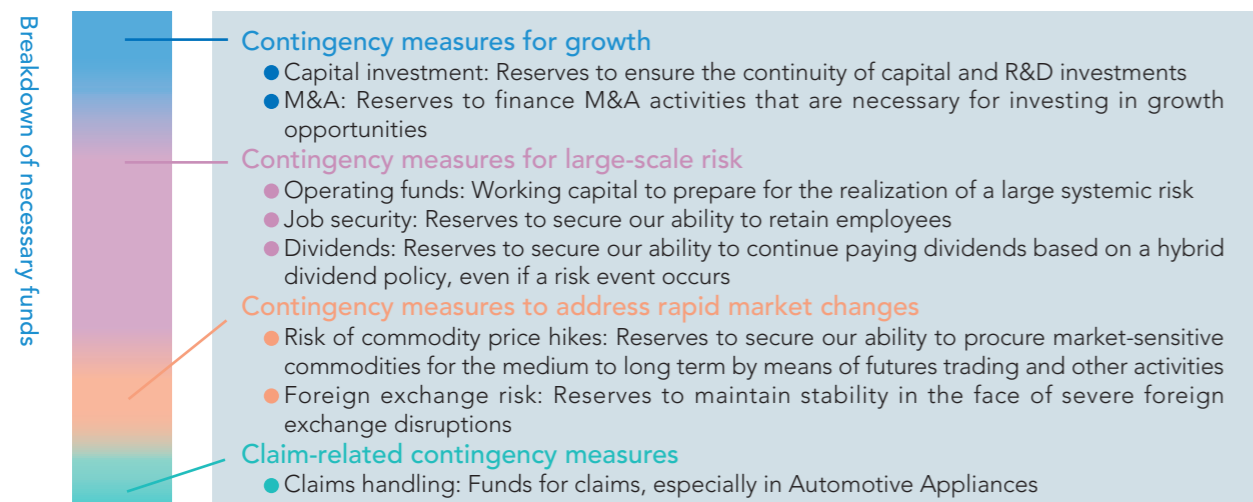 Breakdown of necessary funds
Contingency measures for growth
● Capital investment: Reserves to ensure the continuity of capital and R&D investments
● M&A: Reserves to finance M&A activities that are necessary for investing in growth
opportunities
Contingency measures for large-scale risk
● Operating funds: Working capital to prepare for the realization of a large systemic risk
● Job security: Reserves to secure our ability to retain employees
● Dividends: Reserves to secure our ability to continue paying dividends based on a hybrid
dividend policy, even if a risk event occurs
Contingency measures to address rapid market changes
● Risk of commodity price hikes: Reserves to secure our ability to procure market-sensitive
commodities for the medium to long term by means of futures trading and other activities
● Foreign exchange risk: Reserves to maintain stability in the face of severe foreign
exchange disruptions
Claim-related contingency measures
● Claims handling: Funds for claims, especially in Automotive Appliances